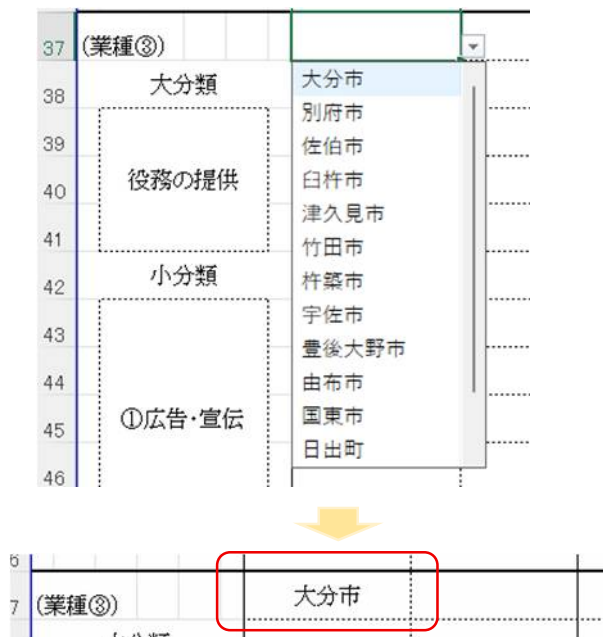 37 (業種③)
大分市
38 大分類
別府市
39
佐伯市
40 役務の提供
臼杵市
津久見市
41
竹田市
42 小分類
杵築市
宇佐市
43
豊後大野市
44
由布市
45 ①広告・宣伝
国東市
日出町
46
6
7 (業種③) 大分市